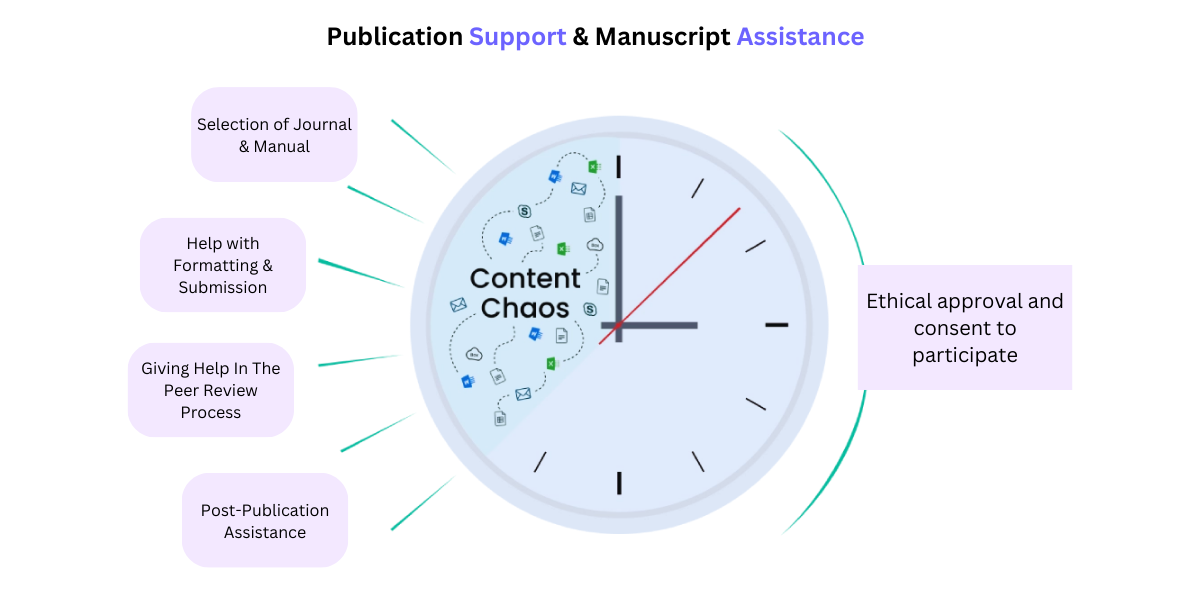 Publication Support & Manuscript Assistance
Selection of Journal
& Manual
Help with
Formatting &
Submission
Giving Help In The
Peer Review
Process
Post-Publication
Assistance
Content
Chaos
Ethical approval and
consent to
participate